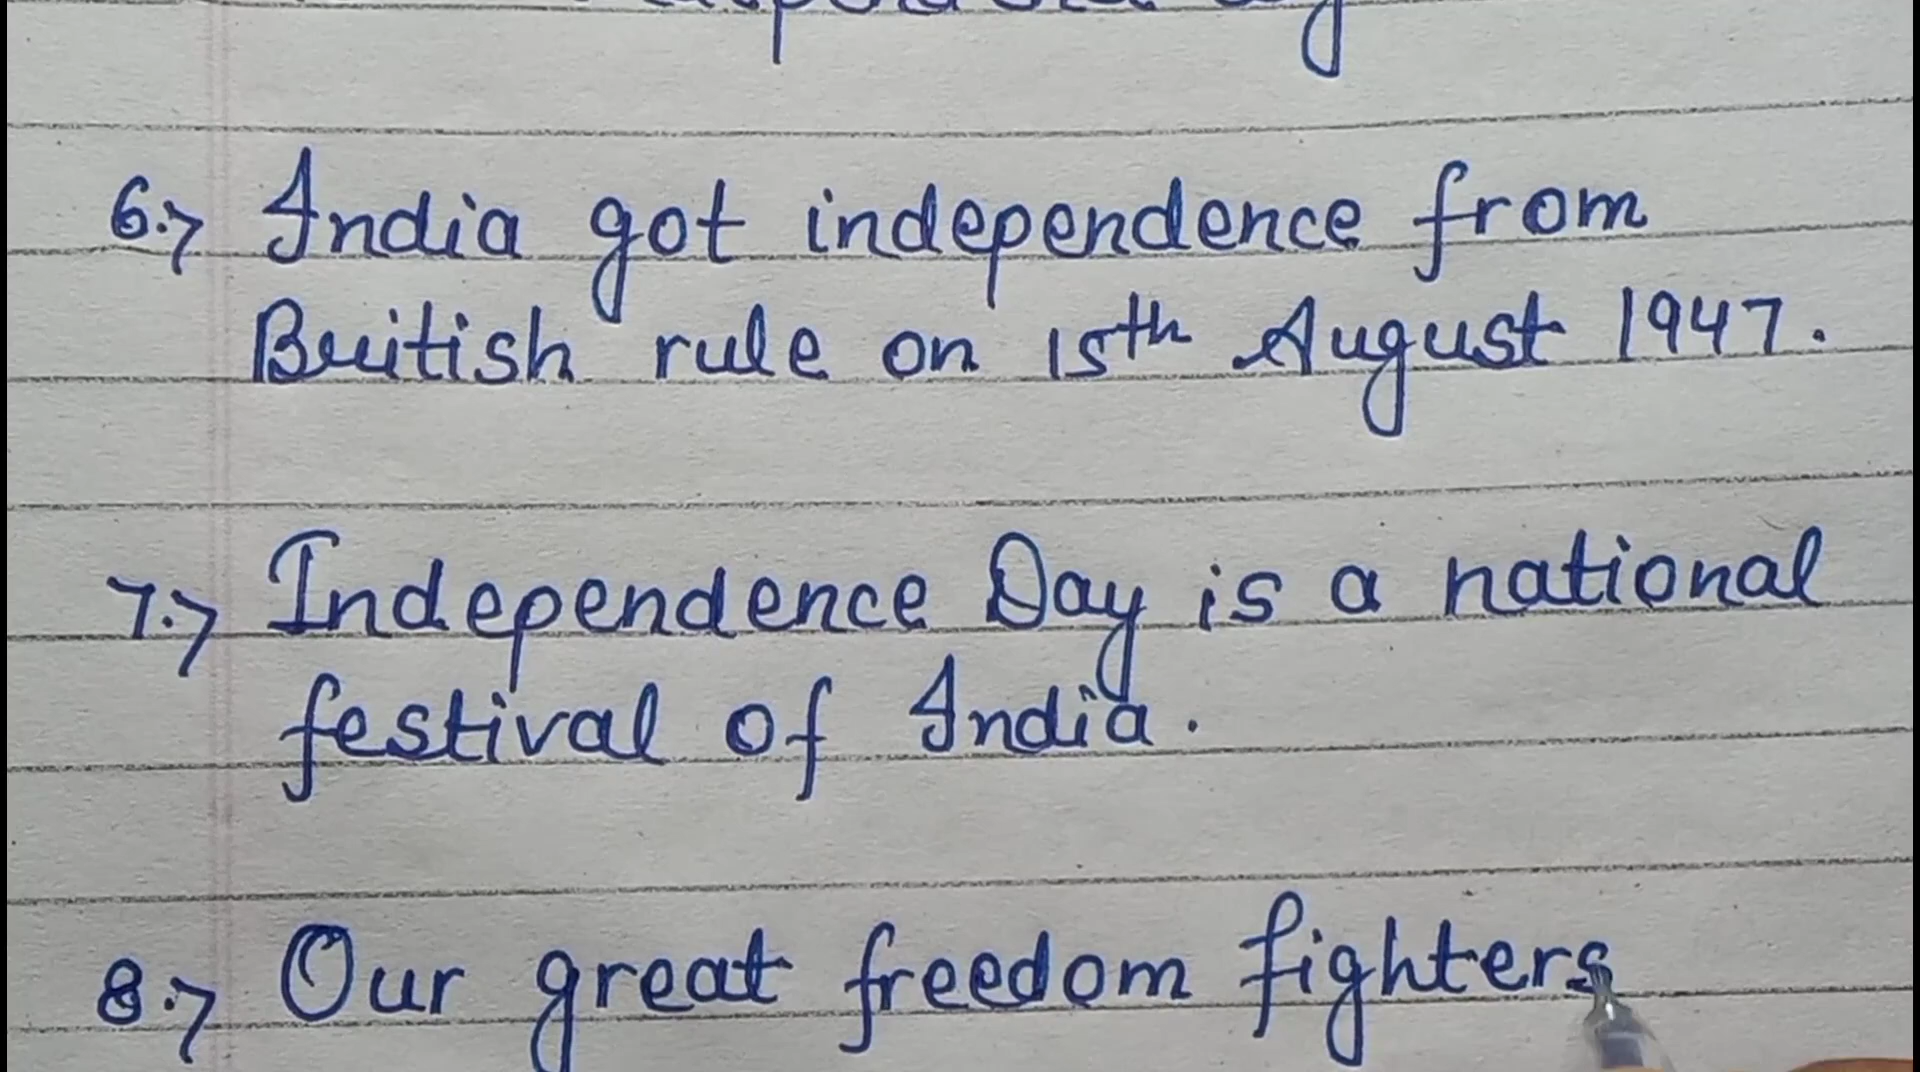 6.> India got independence from
British rule on 15th August 1947.
7.> Independence Day is a national
festival of India.
8.> Our great freedom fighters